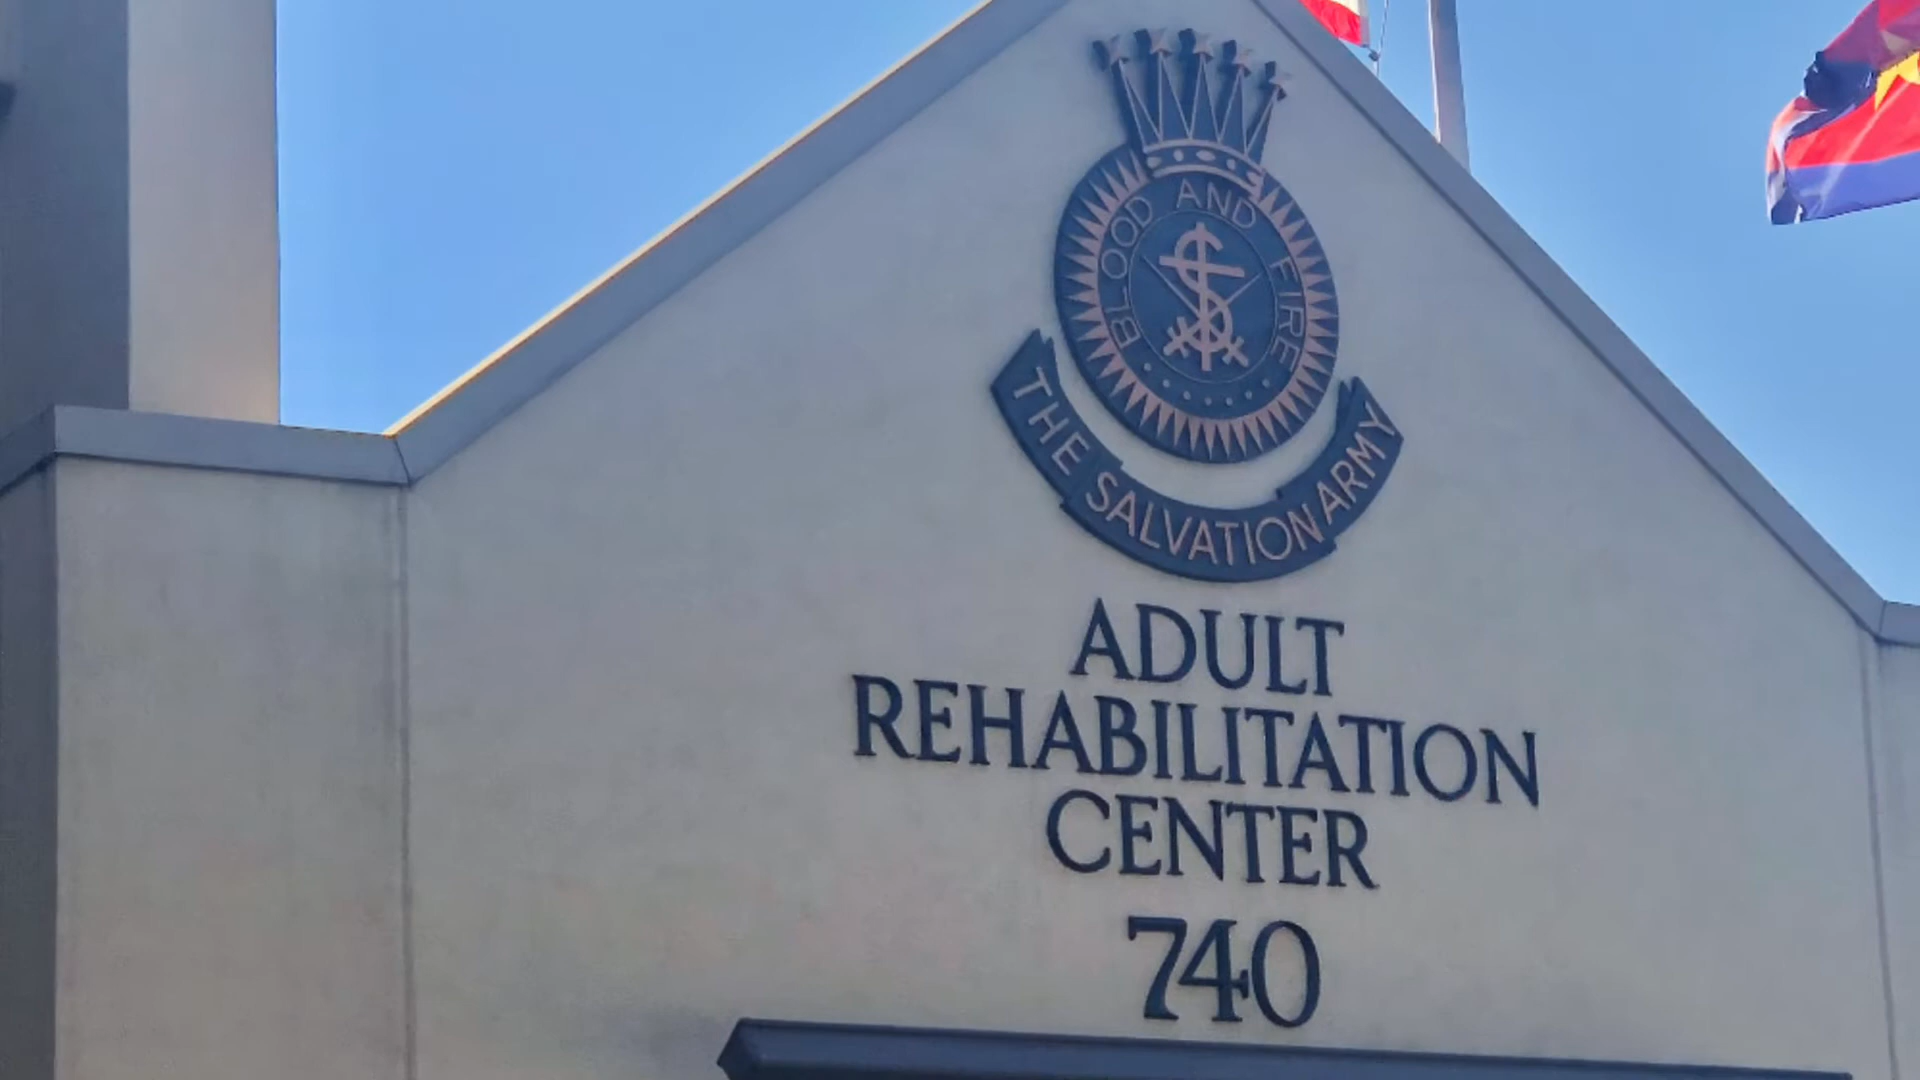 BLOOD AND FIRE
THE SALVATION ARMY
ADULT
REHABILITATION
CENTER
740